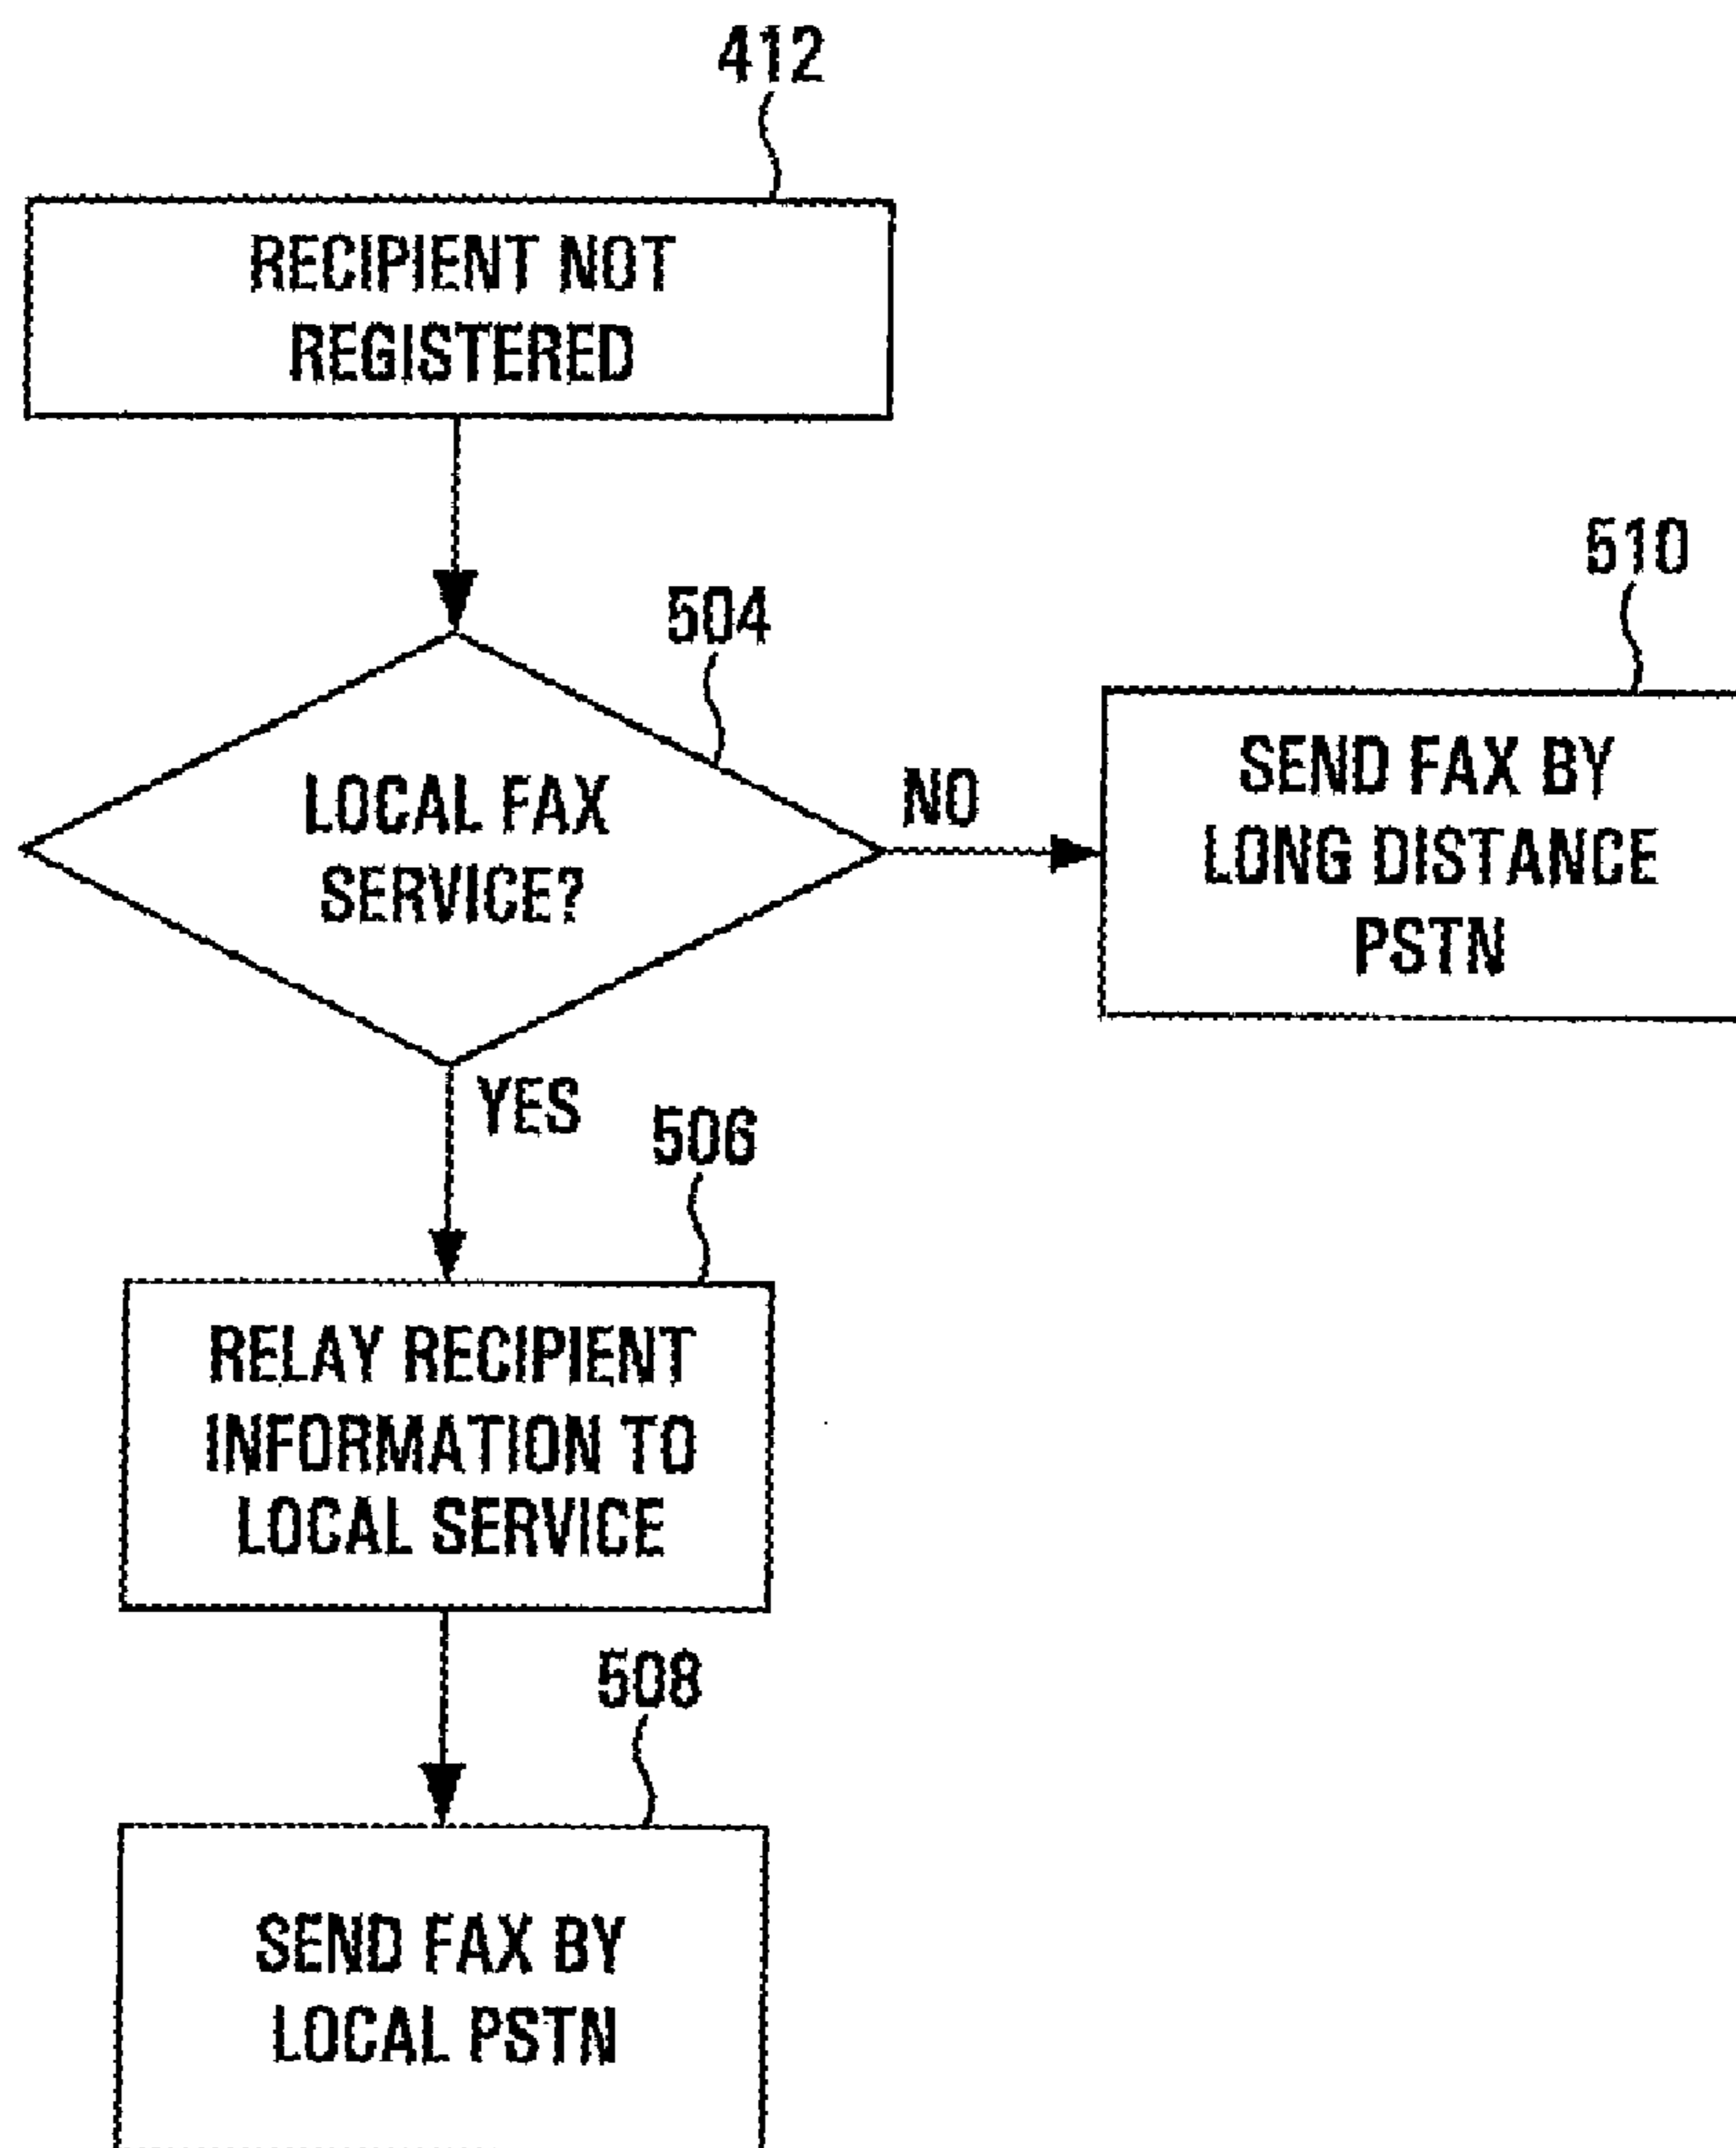 412
RECIPIENT NOT
REGISTERED
504
510
LOCAL FAX
SERVICE?
NO
SEND FAX BY
LONG DISTANCE
PSTN
YES
506
RELAY RECIPIENT
INFORMATION TO
LOCAL SERVICE
508
SEND FAX BY
LOCAL PSTN